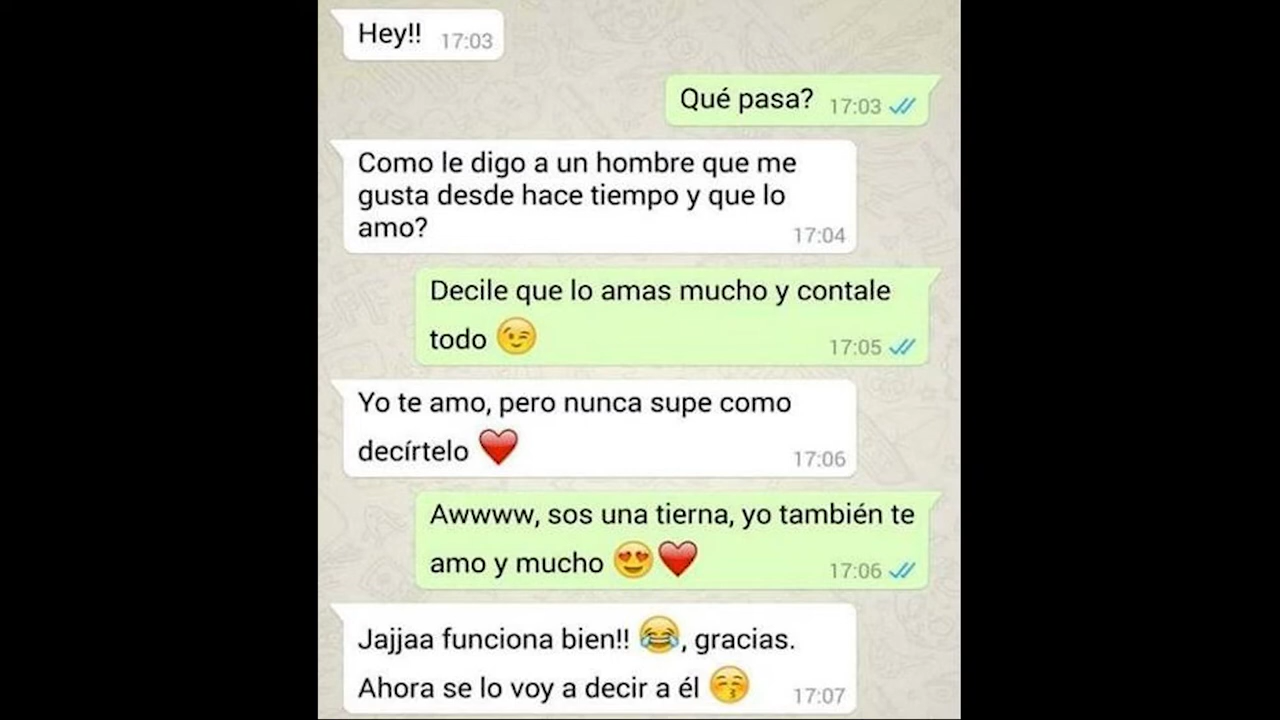 Hey!! 17:03
Qué pasa? 17:03
Como le digo a un hombre que me
gusta desde hace tiempo y que lo
amo? 17:04
Decile que lo amas mucho y contale
todo 😉 17:05
Yo te amo, pero nunca supe como
decírtelo ❤ 17:06
Awwww, sos una tierna, yo también te
amo y mucho 😍❤ 17:06
Jajjaa funciona bien!! 😂, gracias.
Ahora se lo voy a decir a él 😚 17:07